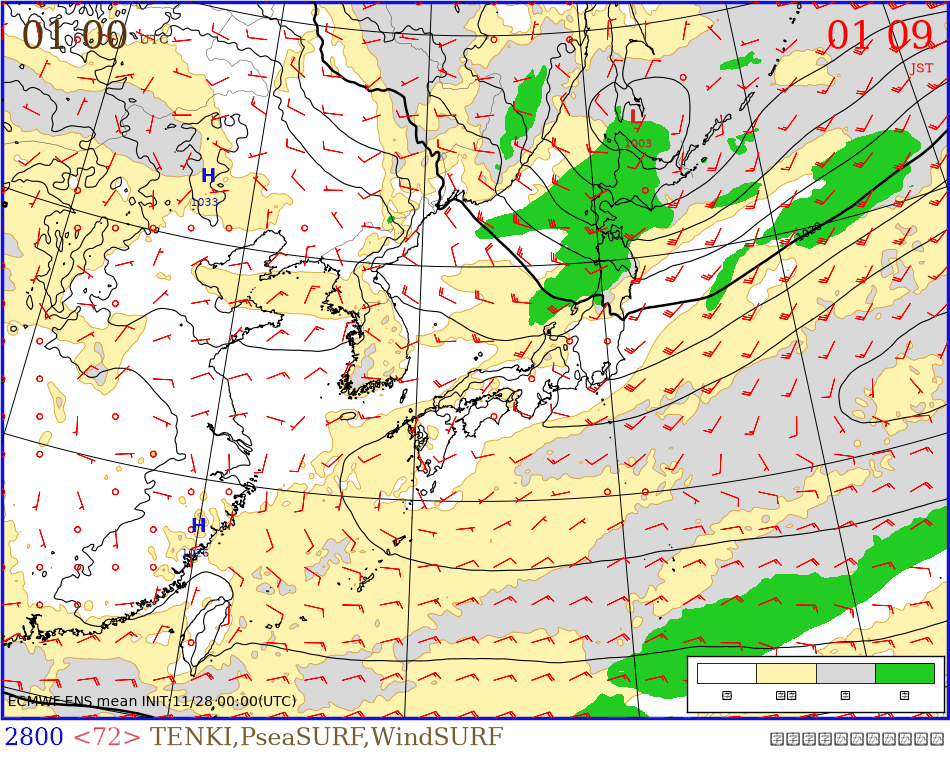 01 00 UTC
01 09
JST
L
1003
H
1033
1020
H
ECMWF ENS mean INIT:11/28 00:00(UTC)
2800 <72> TENKI,PseaSURF,WindSURF